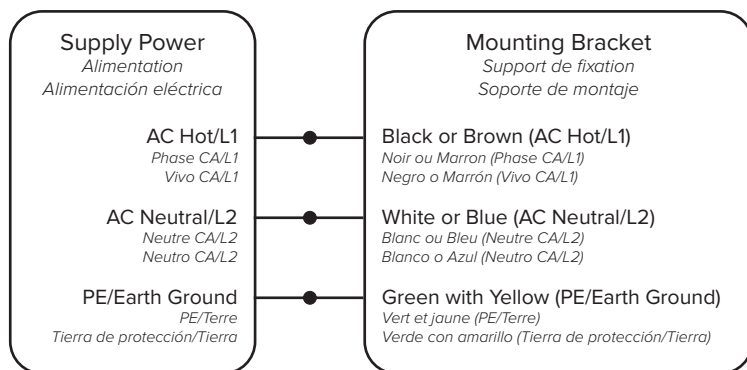 Supply Power
Alimentation
Alimentación eléctrica
Mounting Bracket
Support de fixation
Soporte de montaje
AC Hot/L1
Phase CA/L1
Vivo CA/L1
Black or Brown (AC Hot/L1)
Noir ou Marron (Phase CA/L1)
Negro o Marrón (Vivo CA/L1)
AC Neutral/L2
Neutre CA/L2
Neutro CA/L2
White or Blue (AC Neutral/L2)
Blanc ou Bleu (Neutre CA/L2)
Blanco o Azul (Neutro CA/L2)
PE/Earth Ground
PE/Terre
Tierra de protección/Tierra
Green with Yellow (PE/Earth Ground)
Vert et jaune (PE/Terre)
Verde con amarillo (Tierra de protección/Tierra)